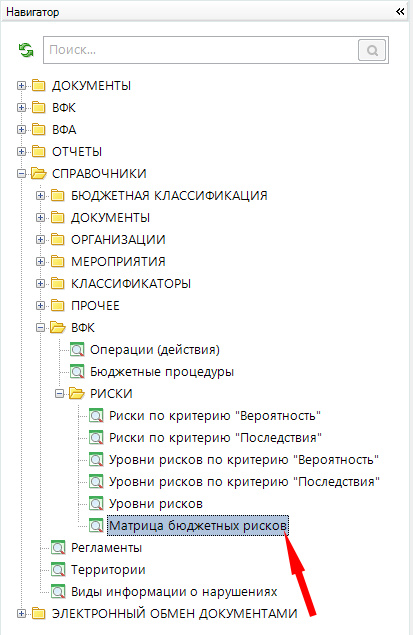 Навигатор
Поиск...
ДОКУМЕНТЫ
ВФК
ВФА
ОТЧЕТЫ
СПРАВОЧНИКИ
БЮДЖЕТНАЯ КЛАССИФИКАЦИЯ
ДОКУМЕНТЫ
ОРГАНИЗАЦИИ
МЕРОПРИЯТИЯ
КЛАССИФИКАТОРЫ
ПРОЧЕЕ
ВФК
Операции (действия)
Бюджетные процедуры
РИСКИ
Риски по критерию "Вероятность"
Риски по критерию "Последствия"
Уровни рисков по критерию "Вероятность"
Уровни рисков по критерию "Последствия"
Уровни рисков
Матрица бюджетных рисков
Регламенты
Территории
Виды информации о нарушениях
ЭЛЕКТРОННЫЙ ОБМЕН ДОКУМЕНТАМИ